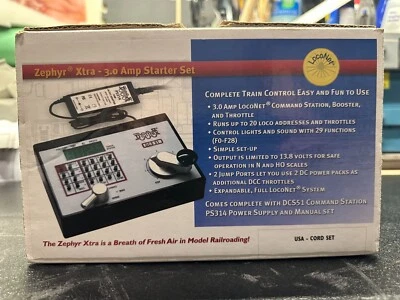 Zephyr® Xtra - 3.0 Amp Starter Set
LocoNet®
COMPLETE TRAIN CONTROL EASY AND FUN TO USE
• 3.0 AMP LOCONET® COMMAND STATION, BOOSTER,
AND THROTTLE
• RUNS UP TO 20 LOCO ADDRESSES AND THROTTLES
• CONTROL LIGHTS AND SOUND WITH 29 FUNCTIONS
(F0-F28)
• SIMPLE SET-UP
• OUTPUT IS LIMITED TO 13.8 VOLTS FOR SAFE
OPERATION IN N AND HO SCALES
• 2 JUMP PORTS LET YOU USE 2 DC POWER PACKS AS
ADDITIONAL DCC THROTTLES
• EXPANDABLE, FULL LOCONET® SYSTEM
COMES COMPLETE WITH DCS51 COMMAND STATION
PS314 POWER SUPPLY AND MANUAL SET
The Zephyr Xtra is a Breath of Fresh Air in Model Railroading!
USA - CORD SET